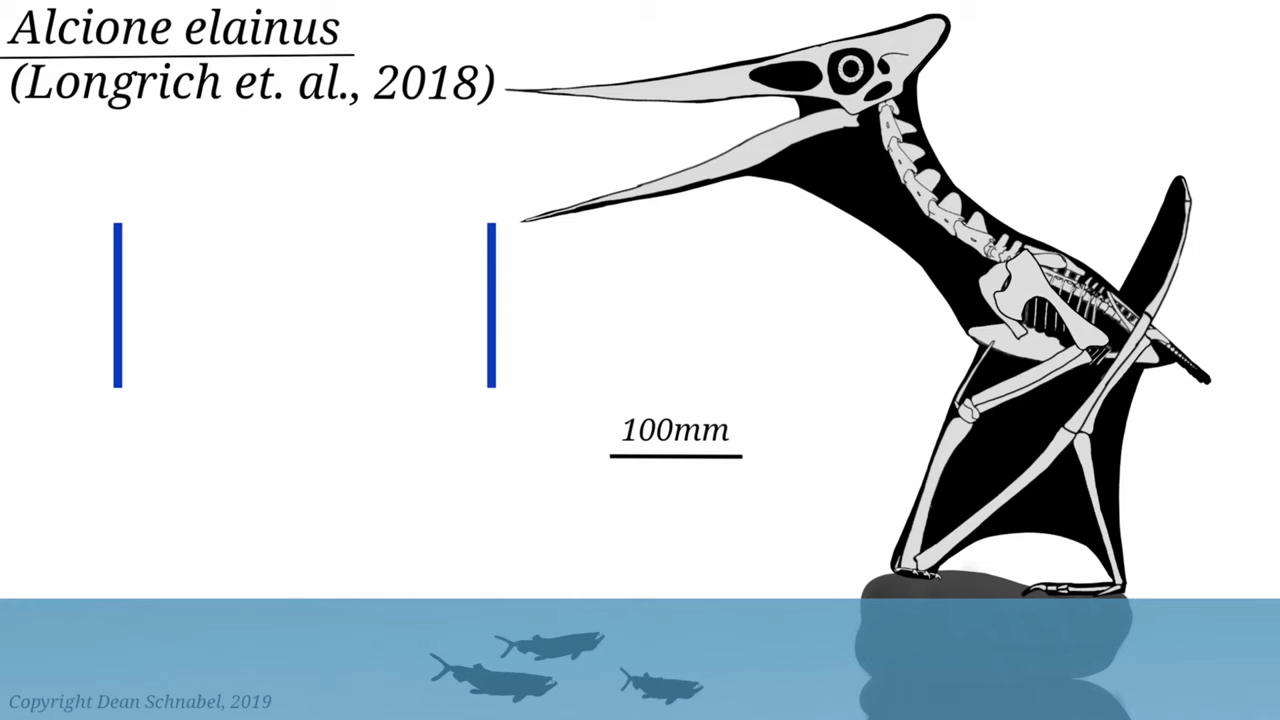 Alcione elainus
(Longrich et. al., 2018)
100mm
Copyright Dean Schnabel, 2019